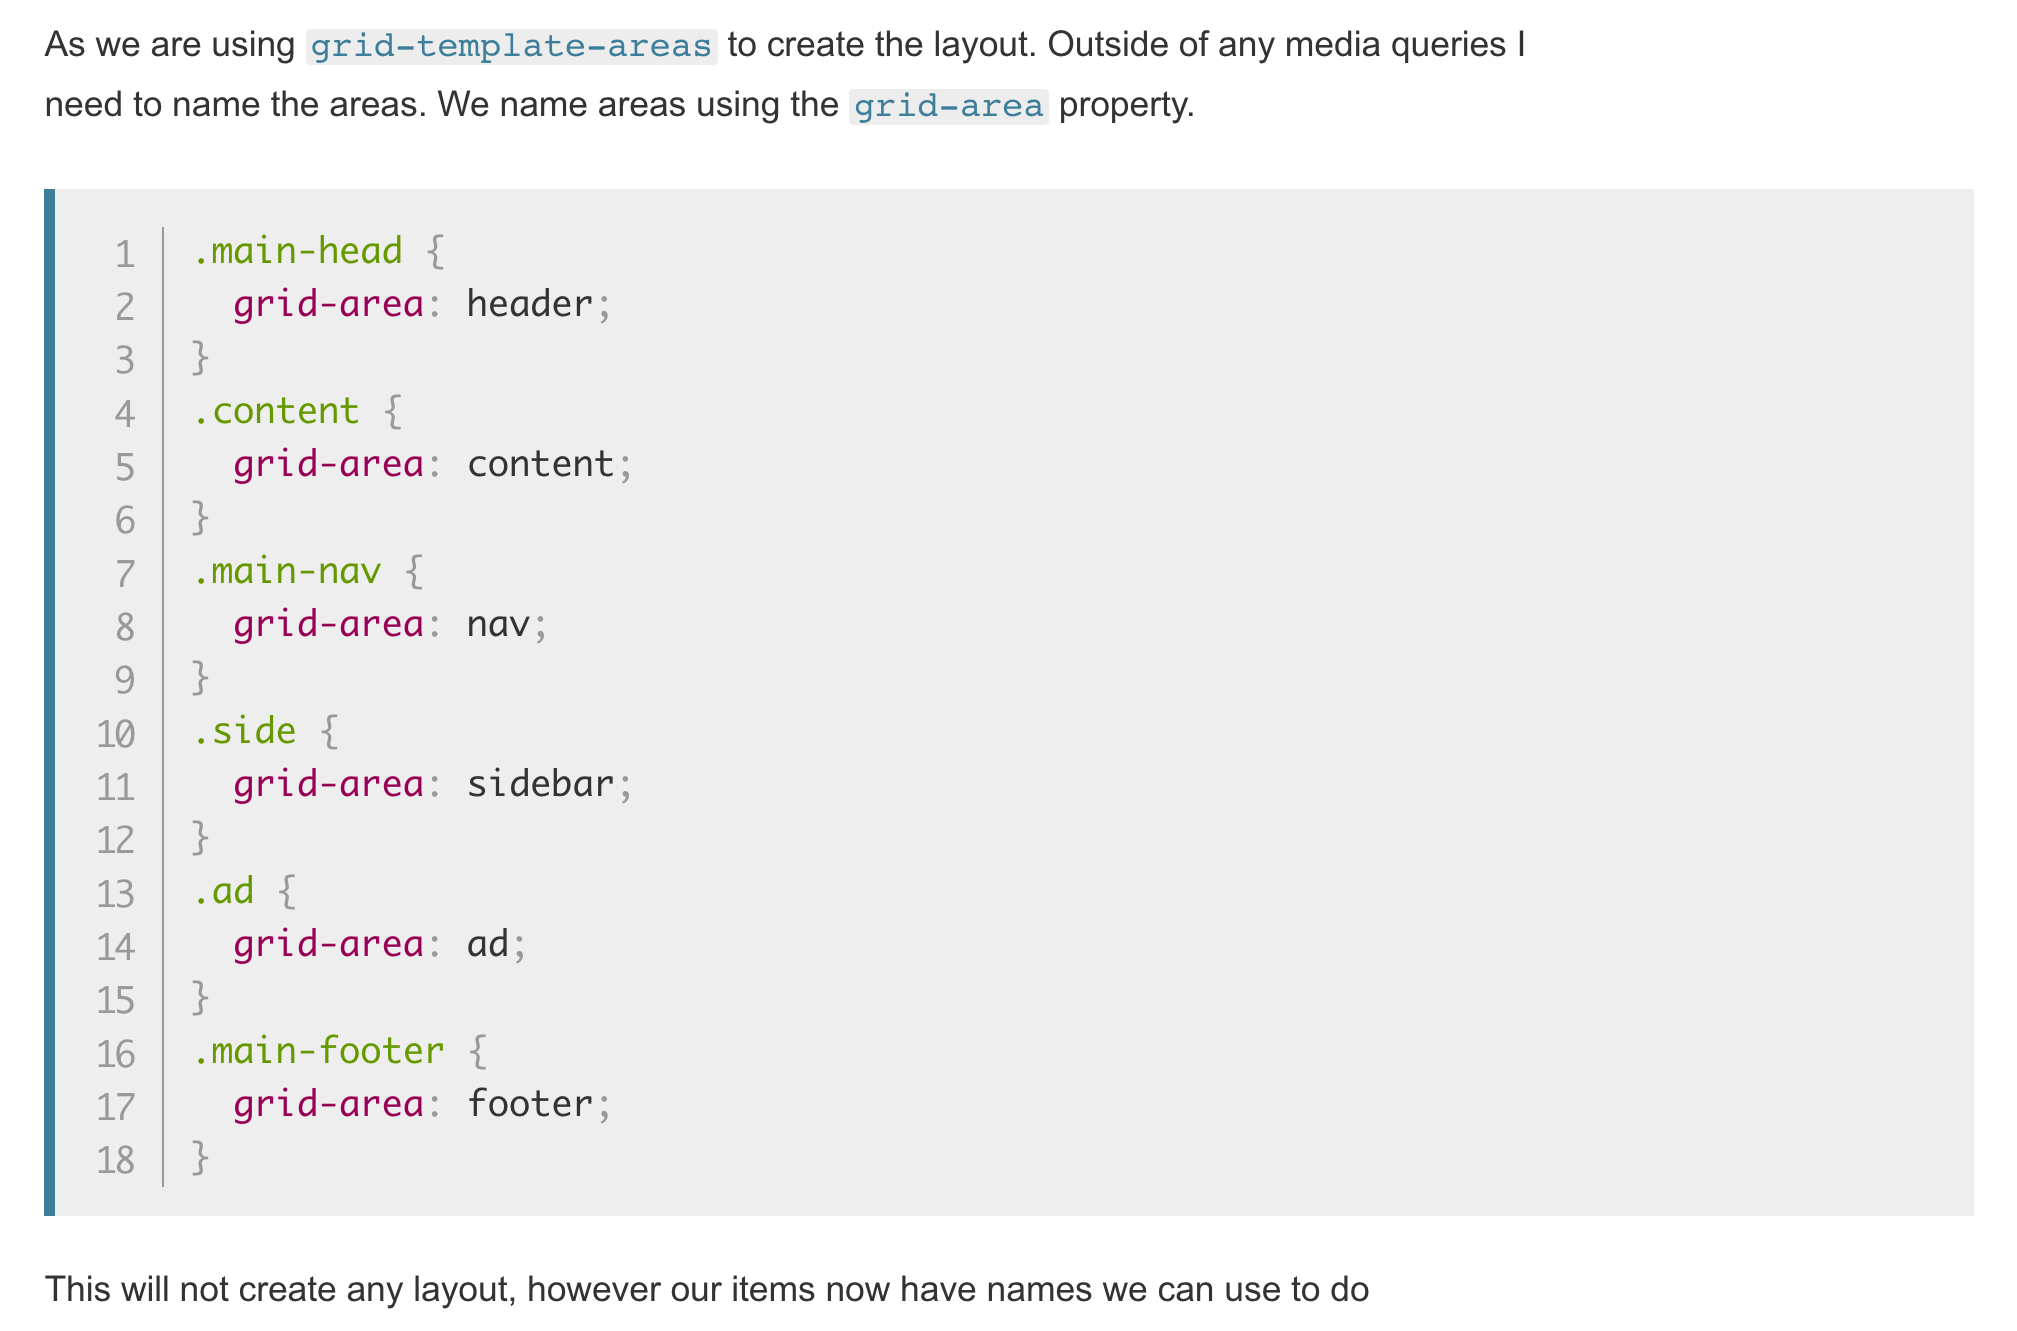 As we are using grid-template-areas to create the layout. Outside of any media queries I
need to name the areas. We name areas using the grid-area property.
1 .main-head {
2   grid-area: header;
3 }
4 .content {
5   grid-area: content;
6 }
7 .main-nav {
8   grid-area: nav;
9 }
10 .side {
11   grid-area: sidebar;
12 }
13 .ad {
14   grid-area: ad;
15 }
16 .main-footer {
17   grid-area: footer;
18 }
This will not create any layout, however our items now have names we can use to do